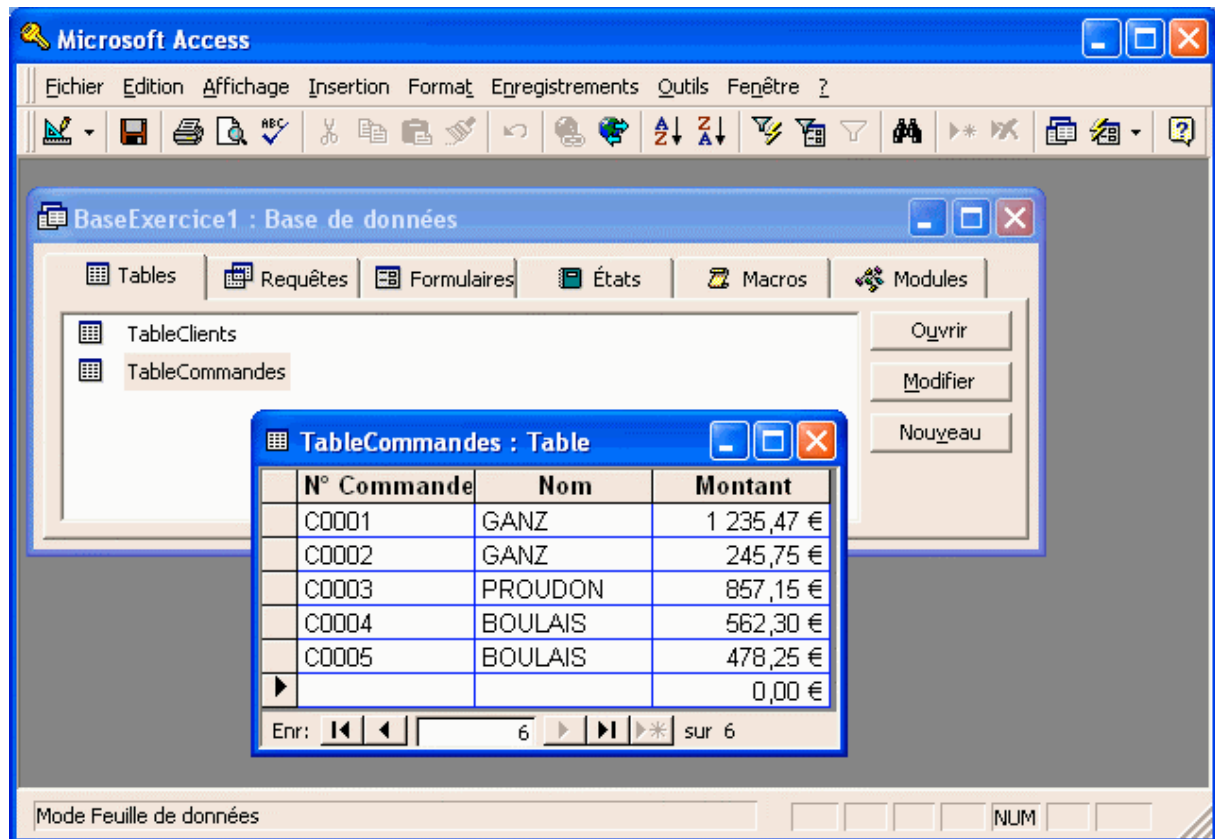 Microsoft Access
Fichier Edition Affichage Insertion Format Enregistrements Outils Fenêtre ?
BaseExercice1 : Base de données
Tables Requêtes Formulaires États Macros Modules
TableClients
TableCommandes
Ouvrir
Modifier
Nouveau
TableCommandes : Table
N° Commande Nom Montant
C0001 GANZ 1 235,47 €
C0002 GANZ 245,75 €
C0003 PROUDON 857,15 €
C0004 BOULAIS 562,30 €
C0005 BOULAIS 478,25 €
0,00 €
Enr: 6 sur 6
Mode Feuille de données NUM